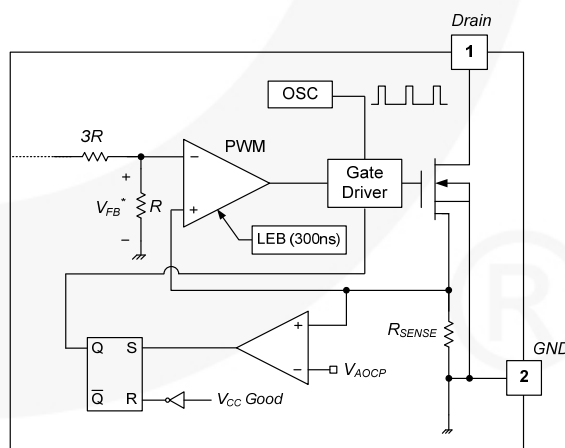 Drain
1
OSC
3R
PWM
Gate
Driver
+
−
V_FB* R
−
+
LEB (300ns)
R_SENSE
GND
2
Q S
+
−
V_AOCP
Q̅ R
V_CC Good
®